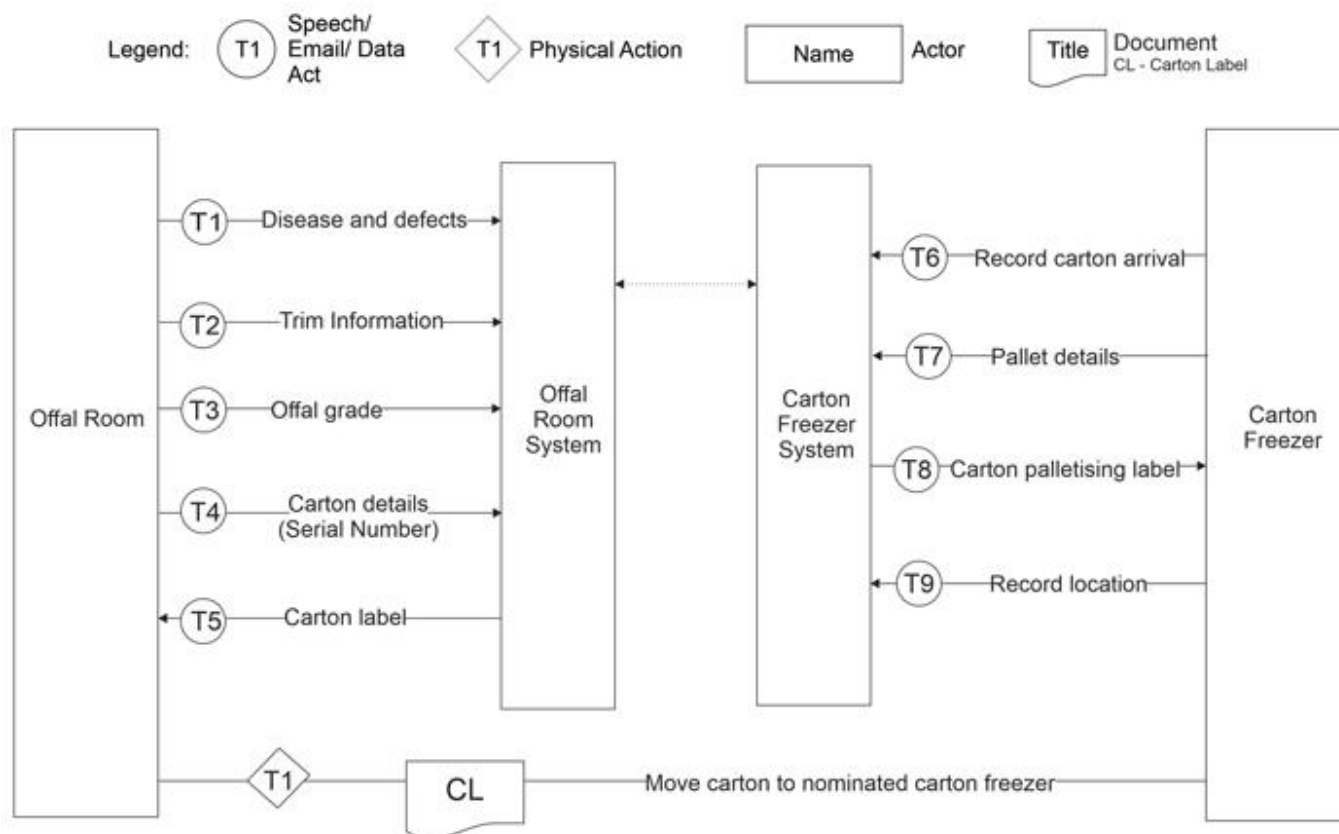 Legend:
T1
Speech/
Email/ Data
Act
T1
Physical Action
Name
Actor
Title
Document
CL - Carton Label
Offal Room
T1
Disease and defects
T2
Trim Information
T3
Offal grade
T4
Carton details
(Serial Number)
T5
Carton label
Offal
Room
System
Carton
Freezer
System
T6
Record carton arrival
T7
Pallet details
T8
Carton palletising label
T9
Record location
Carton
Freezer
T1
CL
Move carton to nominated carton freezer